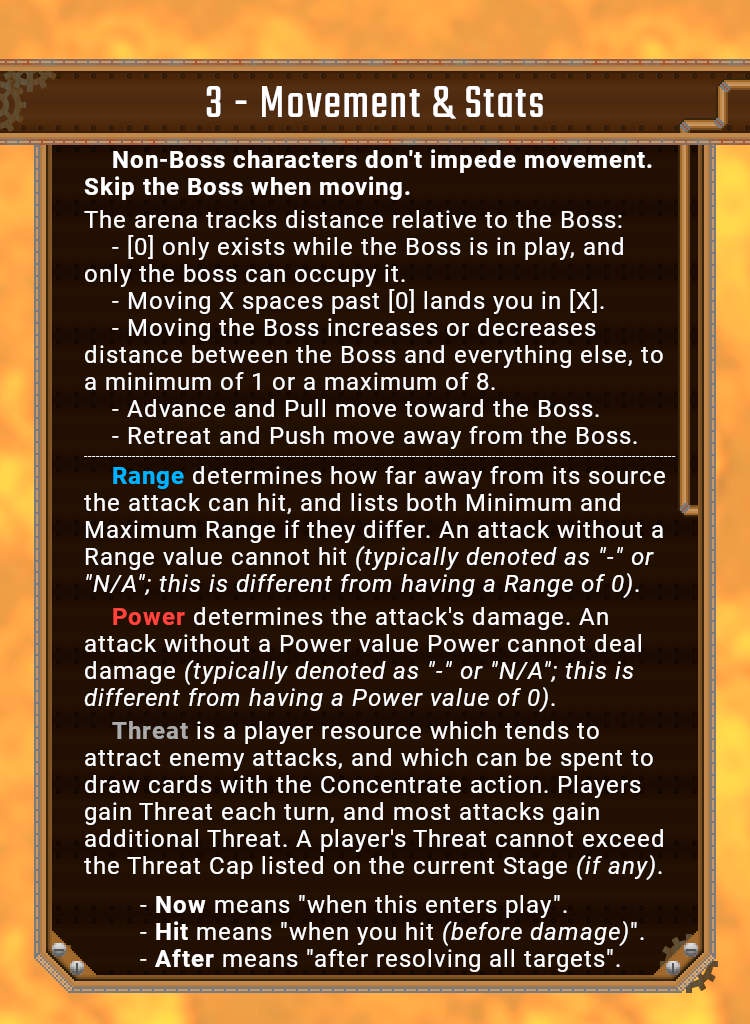 3 - Movement & Stats
Non-Boss characters don't impede movement.
Skip the Boss when moving.
The arena tracks distance relative to the Boss:
- [0] only exists while the Boss is in play, and
only the boss can occupy it.
- Moving X spaces past [0] lands you in [X].
- Moving the Boss increases or decreases
distance between the Boss and everything else, to
a minimum of 1 or a maximum of 8.
- Advance and Pull move toward the Boss.
- Retreat and Push move away from the Boss.
Range determines how far away from its source
the attack can hit, and lists both Minimum and
Maximum Range if they differ. An attack without a
Range value cannot hit (typically denoted as "-" or
"N/A"; this is different from having a Range of 0).
Power determines the attack's damage. An
attack without a Power value Power cannot deal
damage (typically denoted as "-" or "N/A"; this is
different from having a Power value of 0).
Threat is a player resource which tends to
attract enemy attacks, and which can be spent to
draw cards with the Concentrate action. Players
gain Threat each turn, and most attacks gain
additional Threat. A player's Threat cannot exceed
the Threat Cap listed on the current Stage (if any).
- Now means "when this enters play".
- Hit means "when you hit (before damage)".
- After means "after resolving all targets".